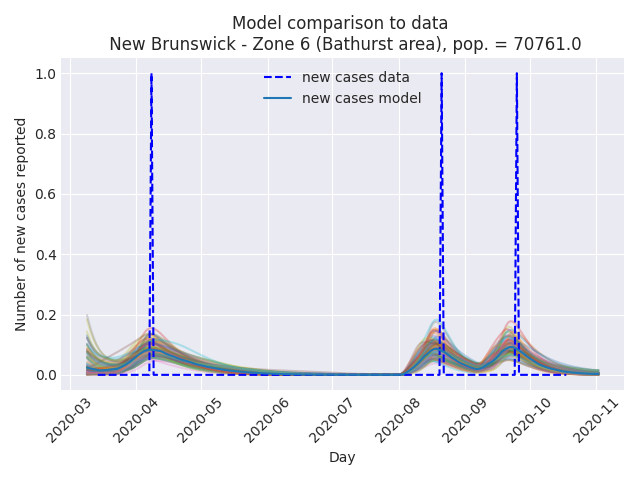 Model comparison to data
New Brunswick - Zone 6 (Bathurst area), pop. = 70761.0
new cases data
new cases model
Number of new cases reported
1.0
0.8
0.6
0.4
0.2
0.0
2020-03
2020-04
2020-05
2020-06
2020-07
2020-08
2020-09
2020-10
2020-11
Day